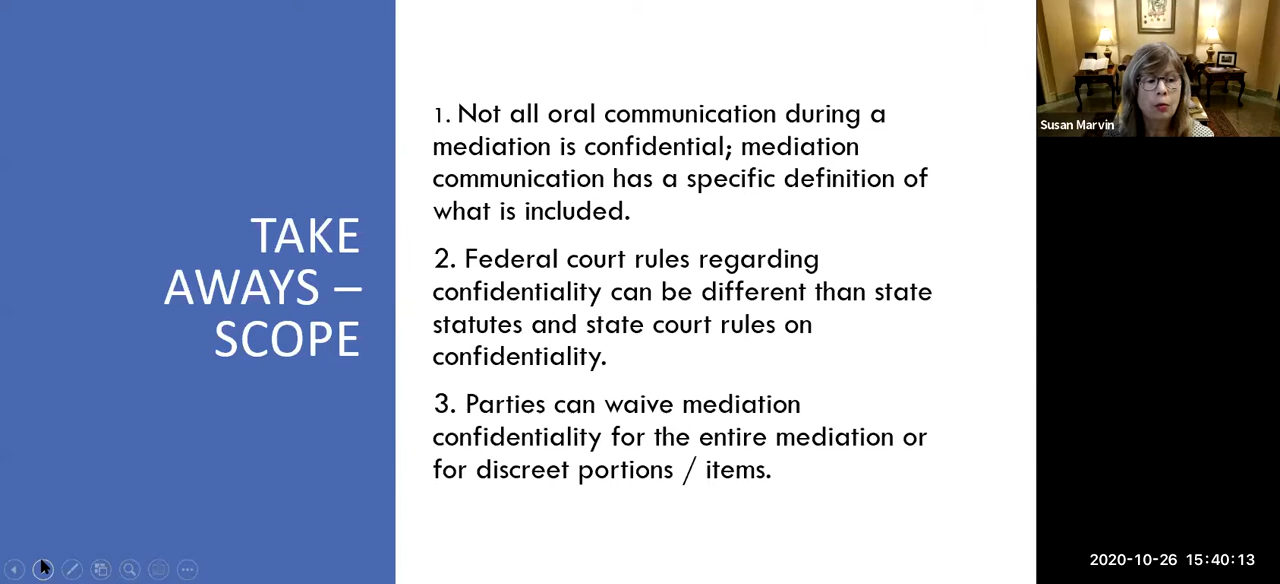 TAKE
AWAYS –
SCOPE
1. Not all oral communication during a
mediation is confidential; mediation
communication has a specific definition of
what is included.
2. Federal court rules regarding
confidentiality can be different than state
statutes and state court rules on
confidentiality.
3. Parties can waive mediation
confidentiality for the entire mediation or
for discreet portions / items.
Susan Marvin
2020-10-26 15:40:13